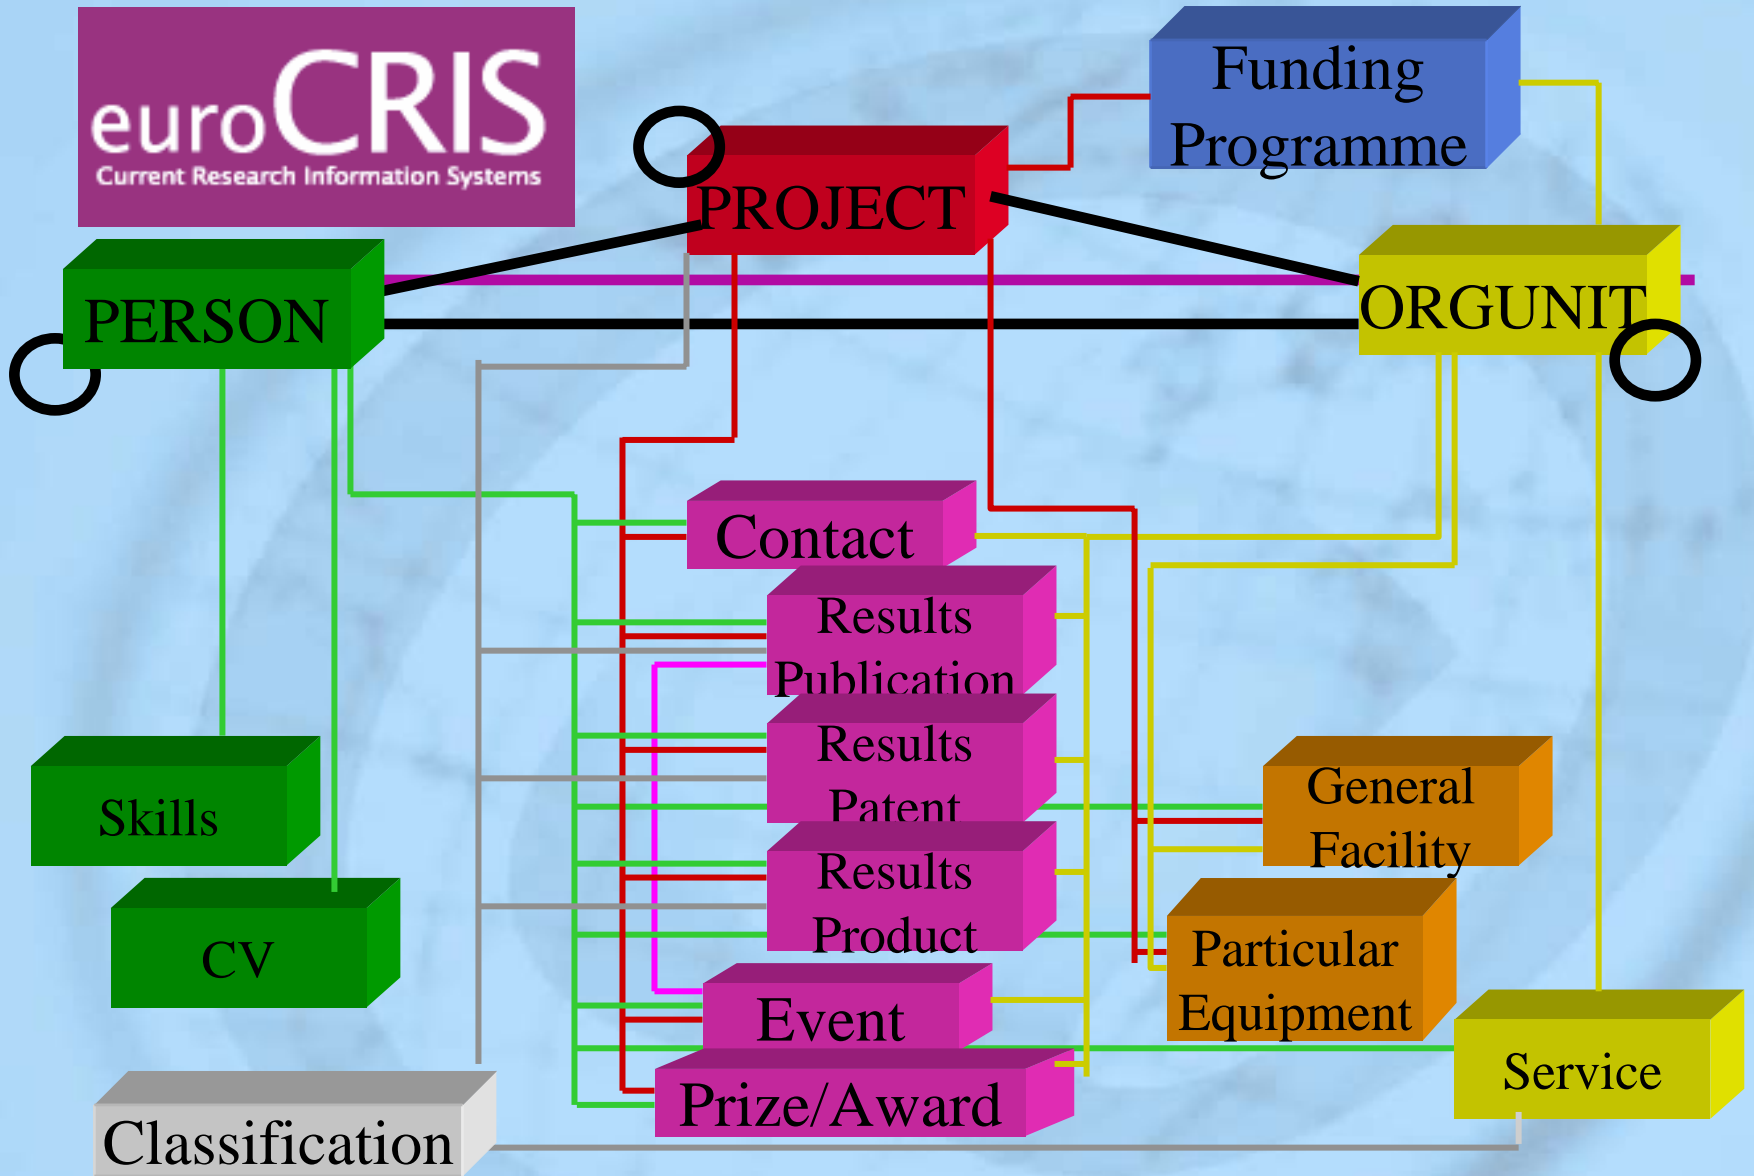 euroCRIS
Current Research Information Systems
Funding
Programme
PROJECT
PERSON
ORGUNIT
Contact
Results
Publication
Results
Patent
Results
Product
Event
Prize/Award
Skills
CV
Classification
General
Facility
Particular
Equipment
Service